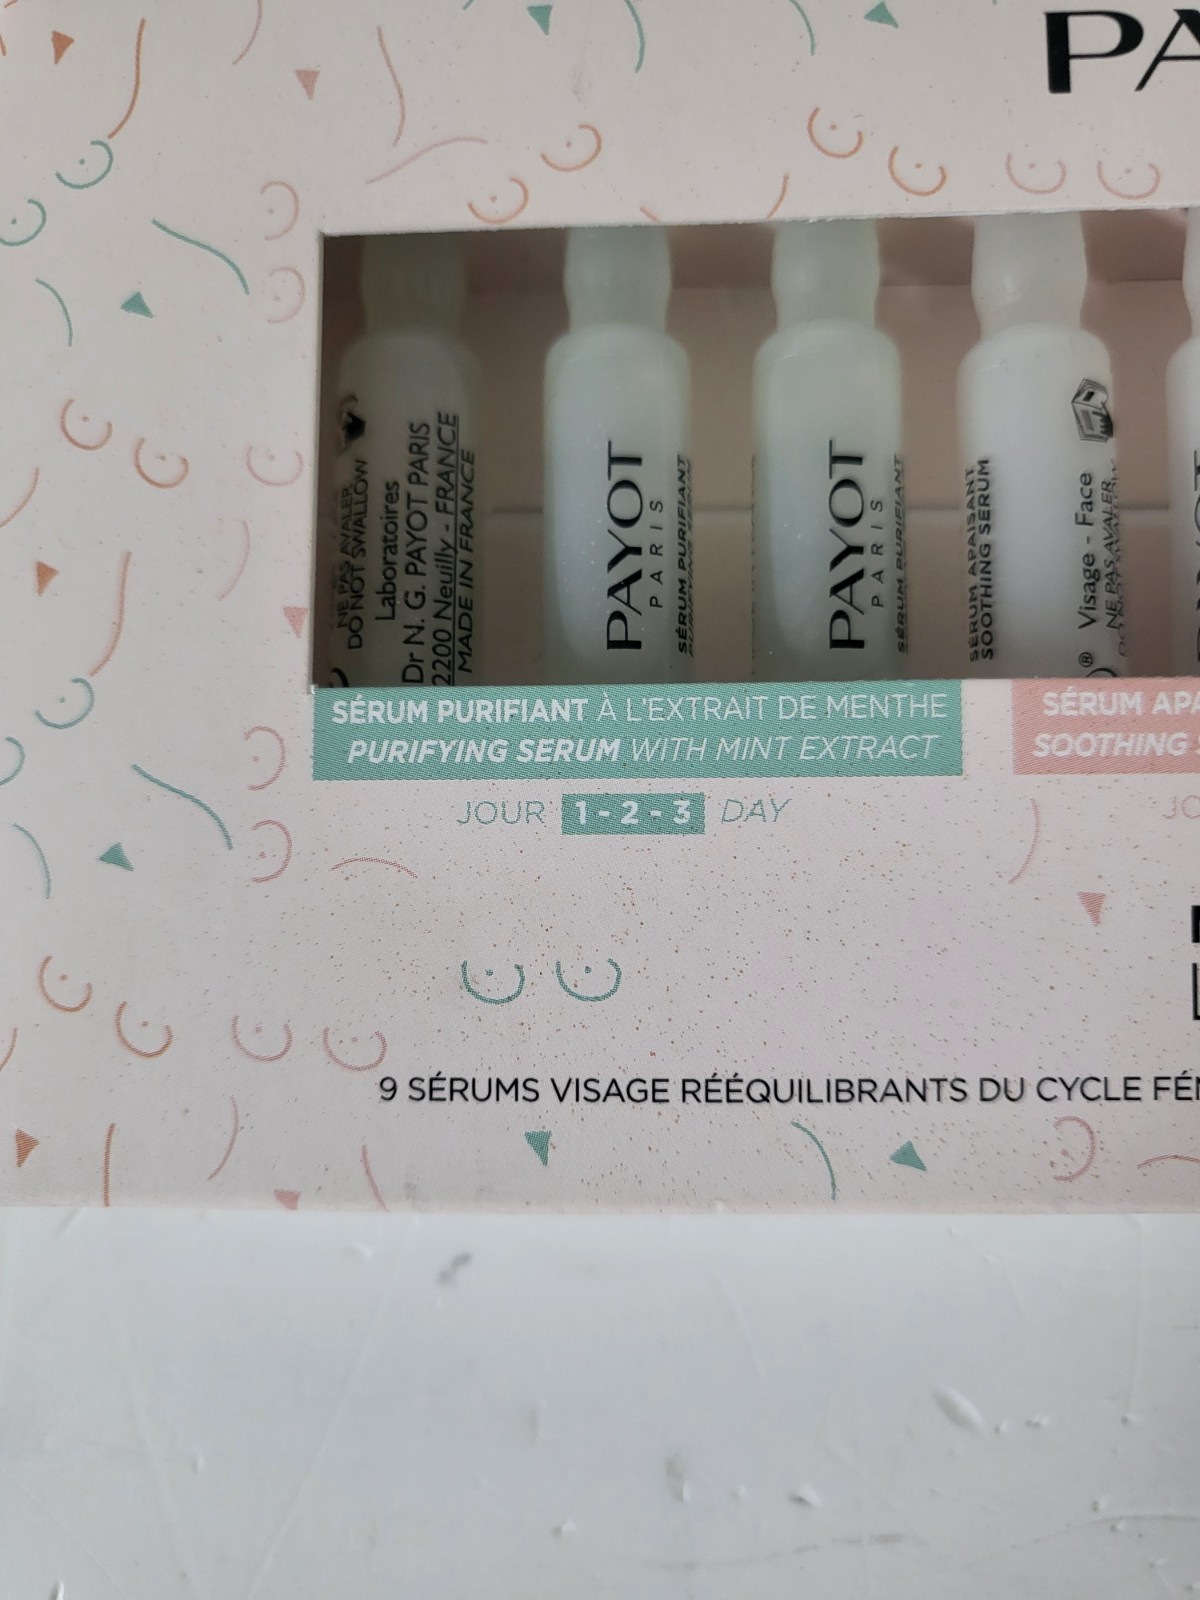 PA
NE PAS AVALER
DO NOT SWALLOW
Laboratoires
Dr N. G. PAYOT PARIS
2200 Neuilly - FRANCE
MADE IN FRANCE
PAYOT
PARIS
SÉRUM PURIFIANT
PURIFYING SERUM
PAYOT
PARIS
SÉRUM PURIFIANT
SÉRUM APAISANT
SOOTHING SERUM
Visage - Face
NE PAS AVALER
SÉRUM PURIFIANT À L'EXTRAIT DE MENTHE
PURIFYING SERUM WITH MINT EXTRACT
JOUR 1 - 2 - 3 DAY
SÉRUM APA
SOOTHING
JO
9 SÉRUMS VISAGE RÉÉQUILIBRANTS DU CYCLE FÉ